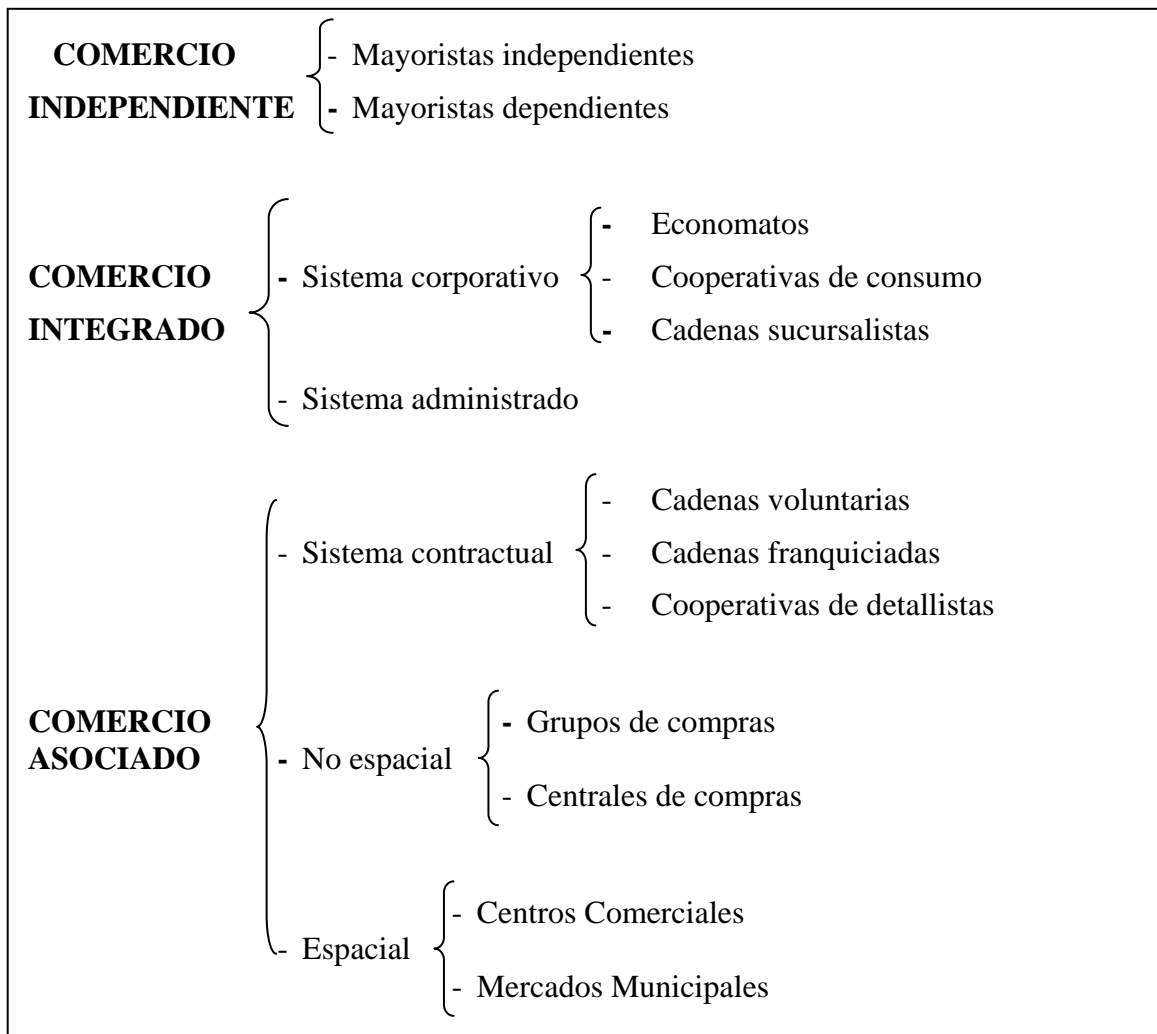 COMERCIO
INDEPENDIENTE
- Mayoristas independientes
- Mayoristas dependientes
COMERCIO
INTEGRADO
- Sistema corporativo
- Economatos
- Cooperativas de consumo
- Cadenas sucursalistas
- Sistema administrado
COMERCIO
ASOCIADO
- Sistema contractual
- Cadenas voluntarias
- Cadenas franquiciadas
- Cooperativas de detallistas
- No espacial
- Grupos de compras
- Centrales de compras
- Espacial
- Centros Comerciales
- Mercados Municipales